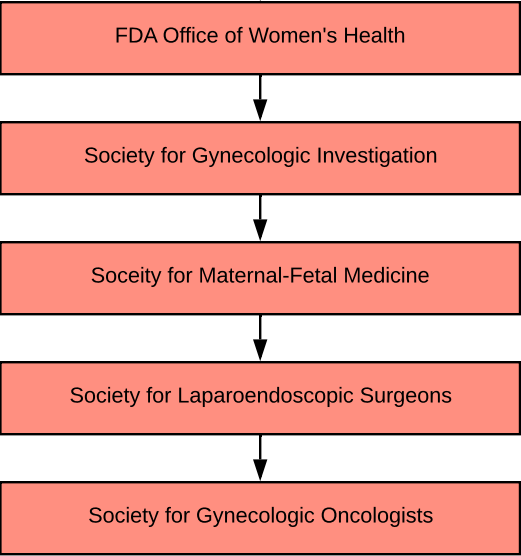 FDA Office of Women's Health
Society for Gynecologic Investigation
Soceity for Maternal-Fetal Medicine
Society for Laparoendoscopic Surgeons
Society for Gynecologic Oncologists